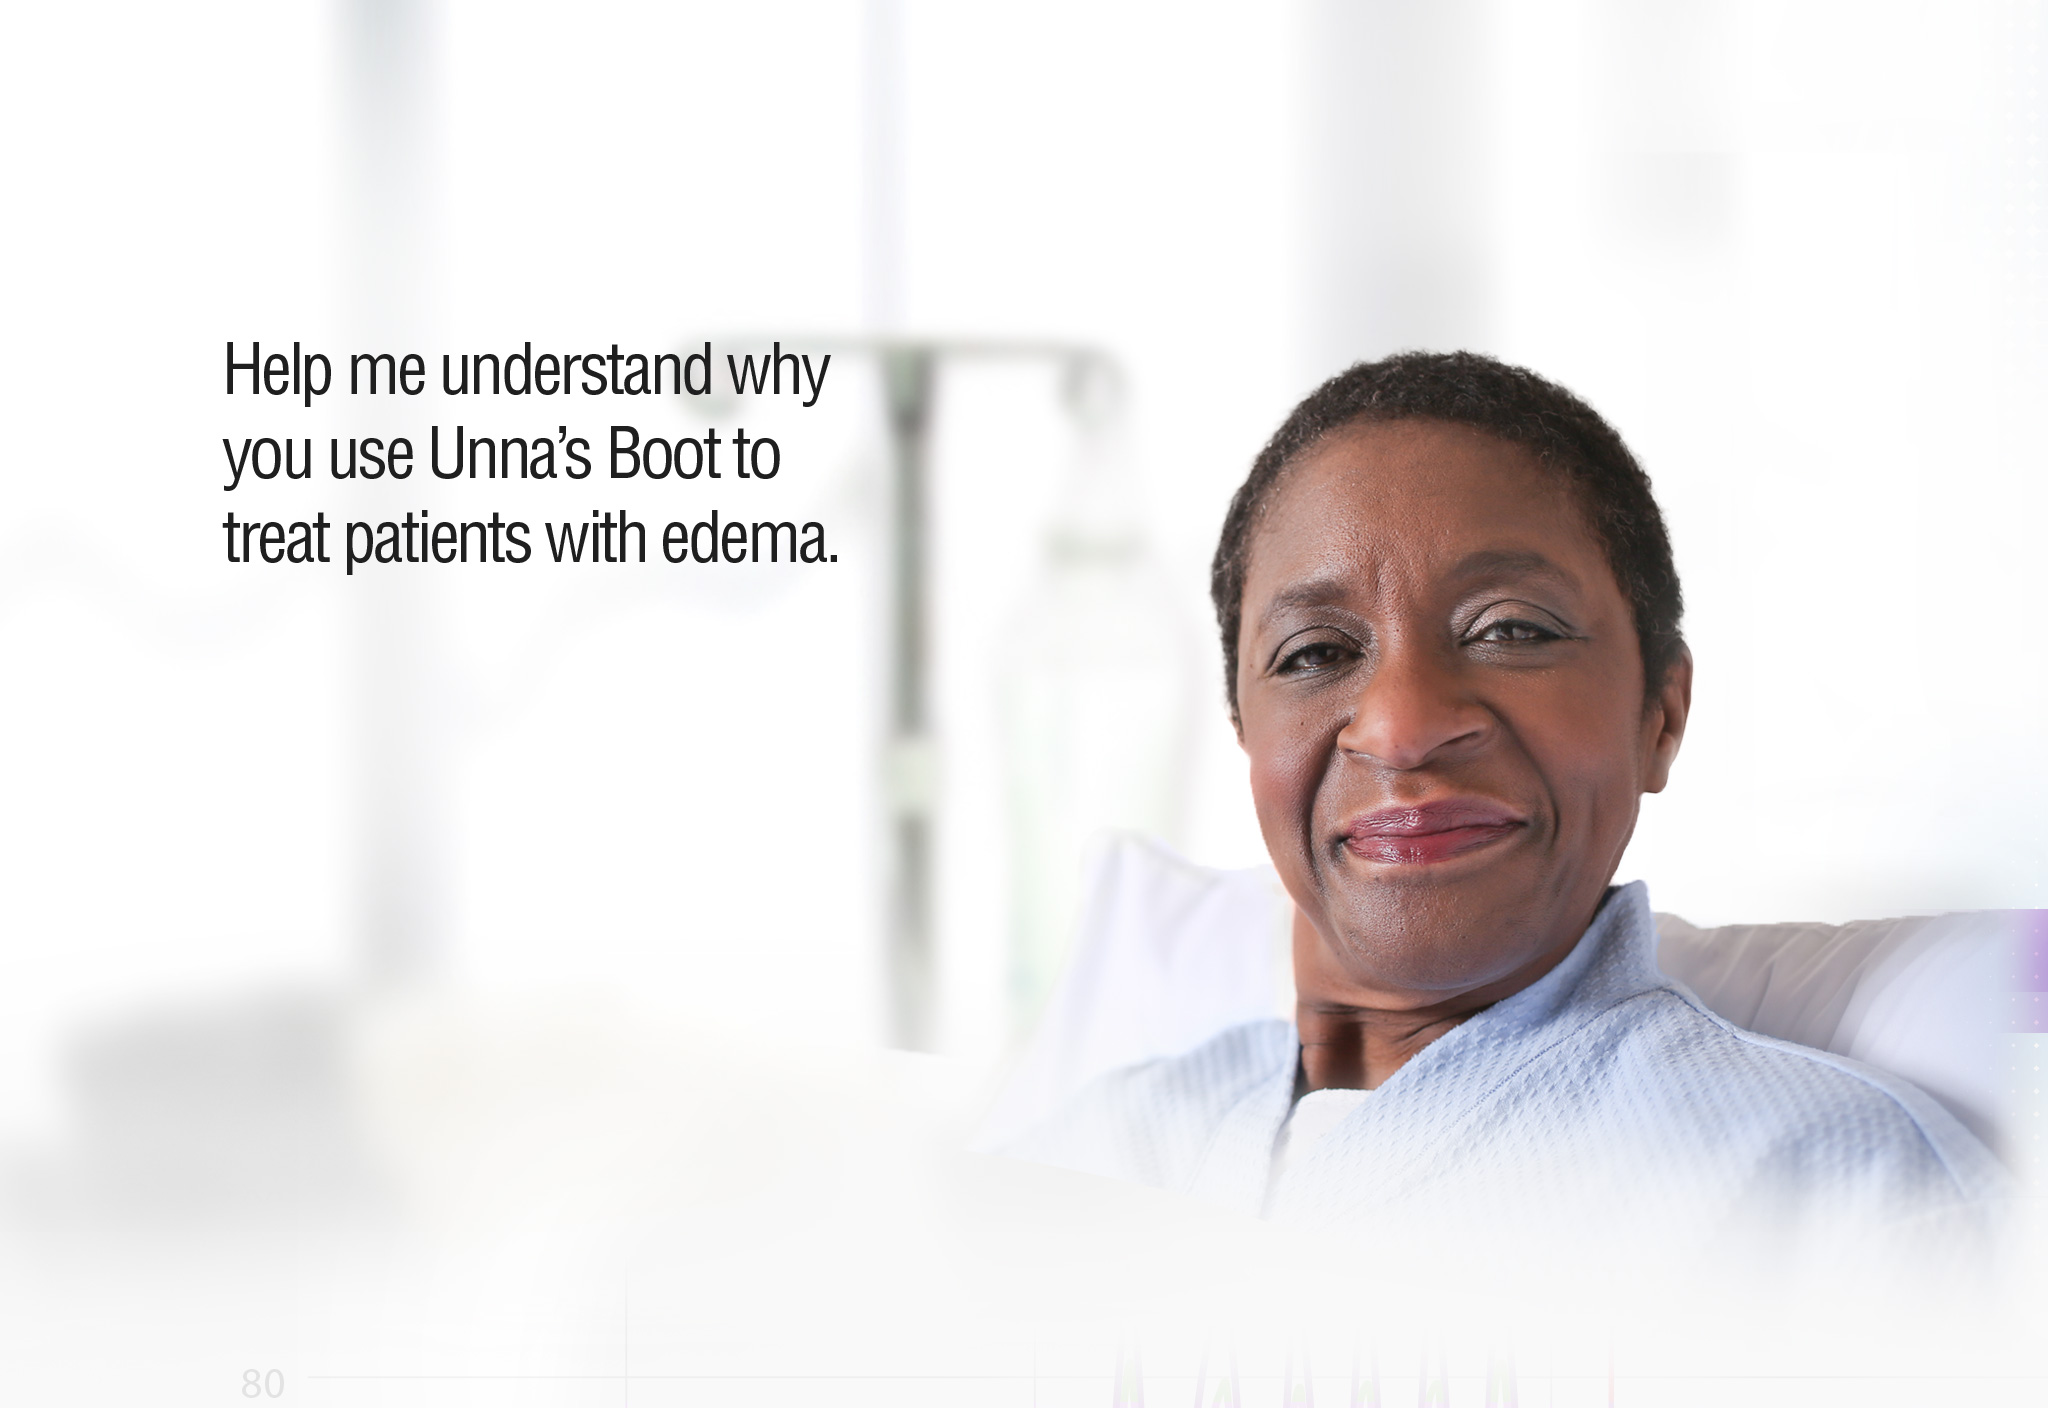 Help me understand why
you use Unna’s Boot to
treat patients with edema.
80